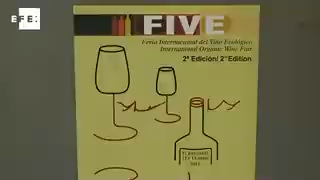 EFE:
FIVE
Feria Internacional del Vino Ecológico
International Organic Wine Fair
2ª Edición/ 2nd Edition